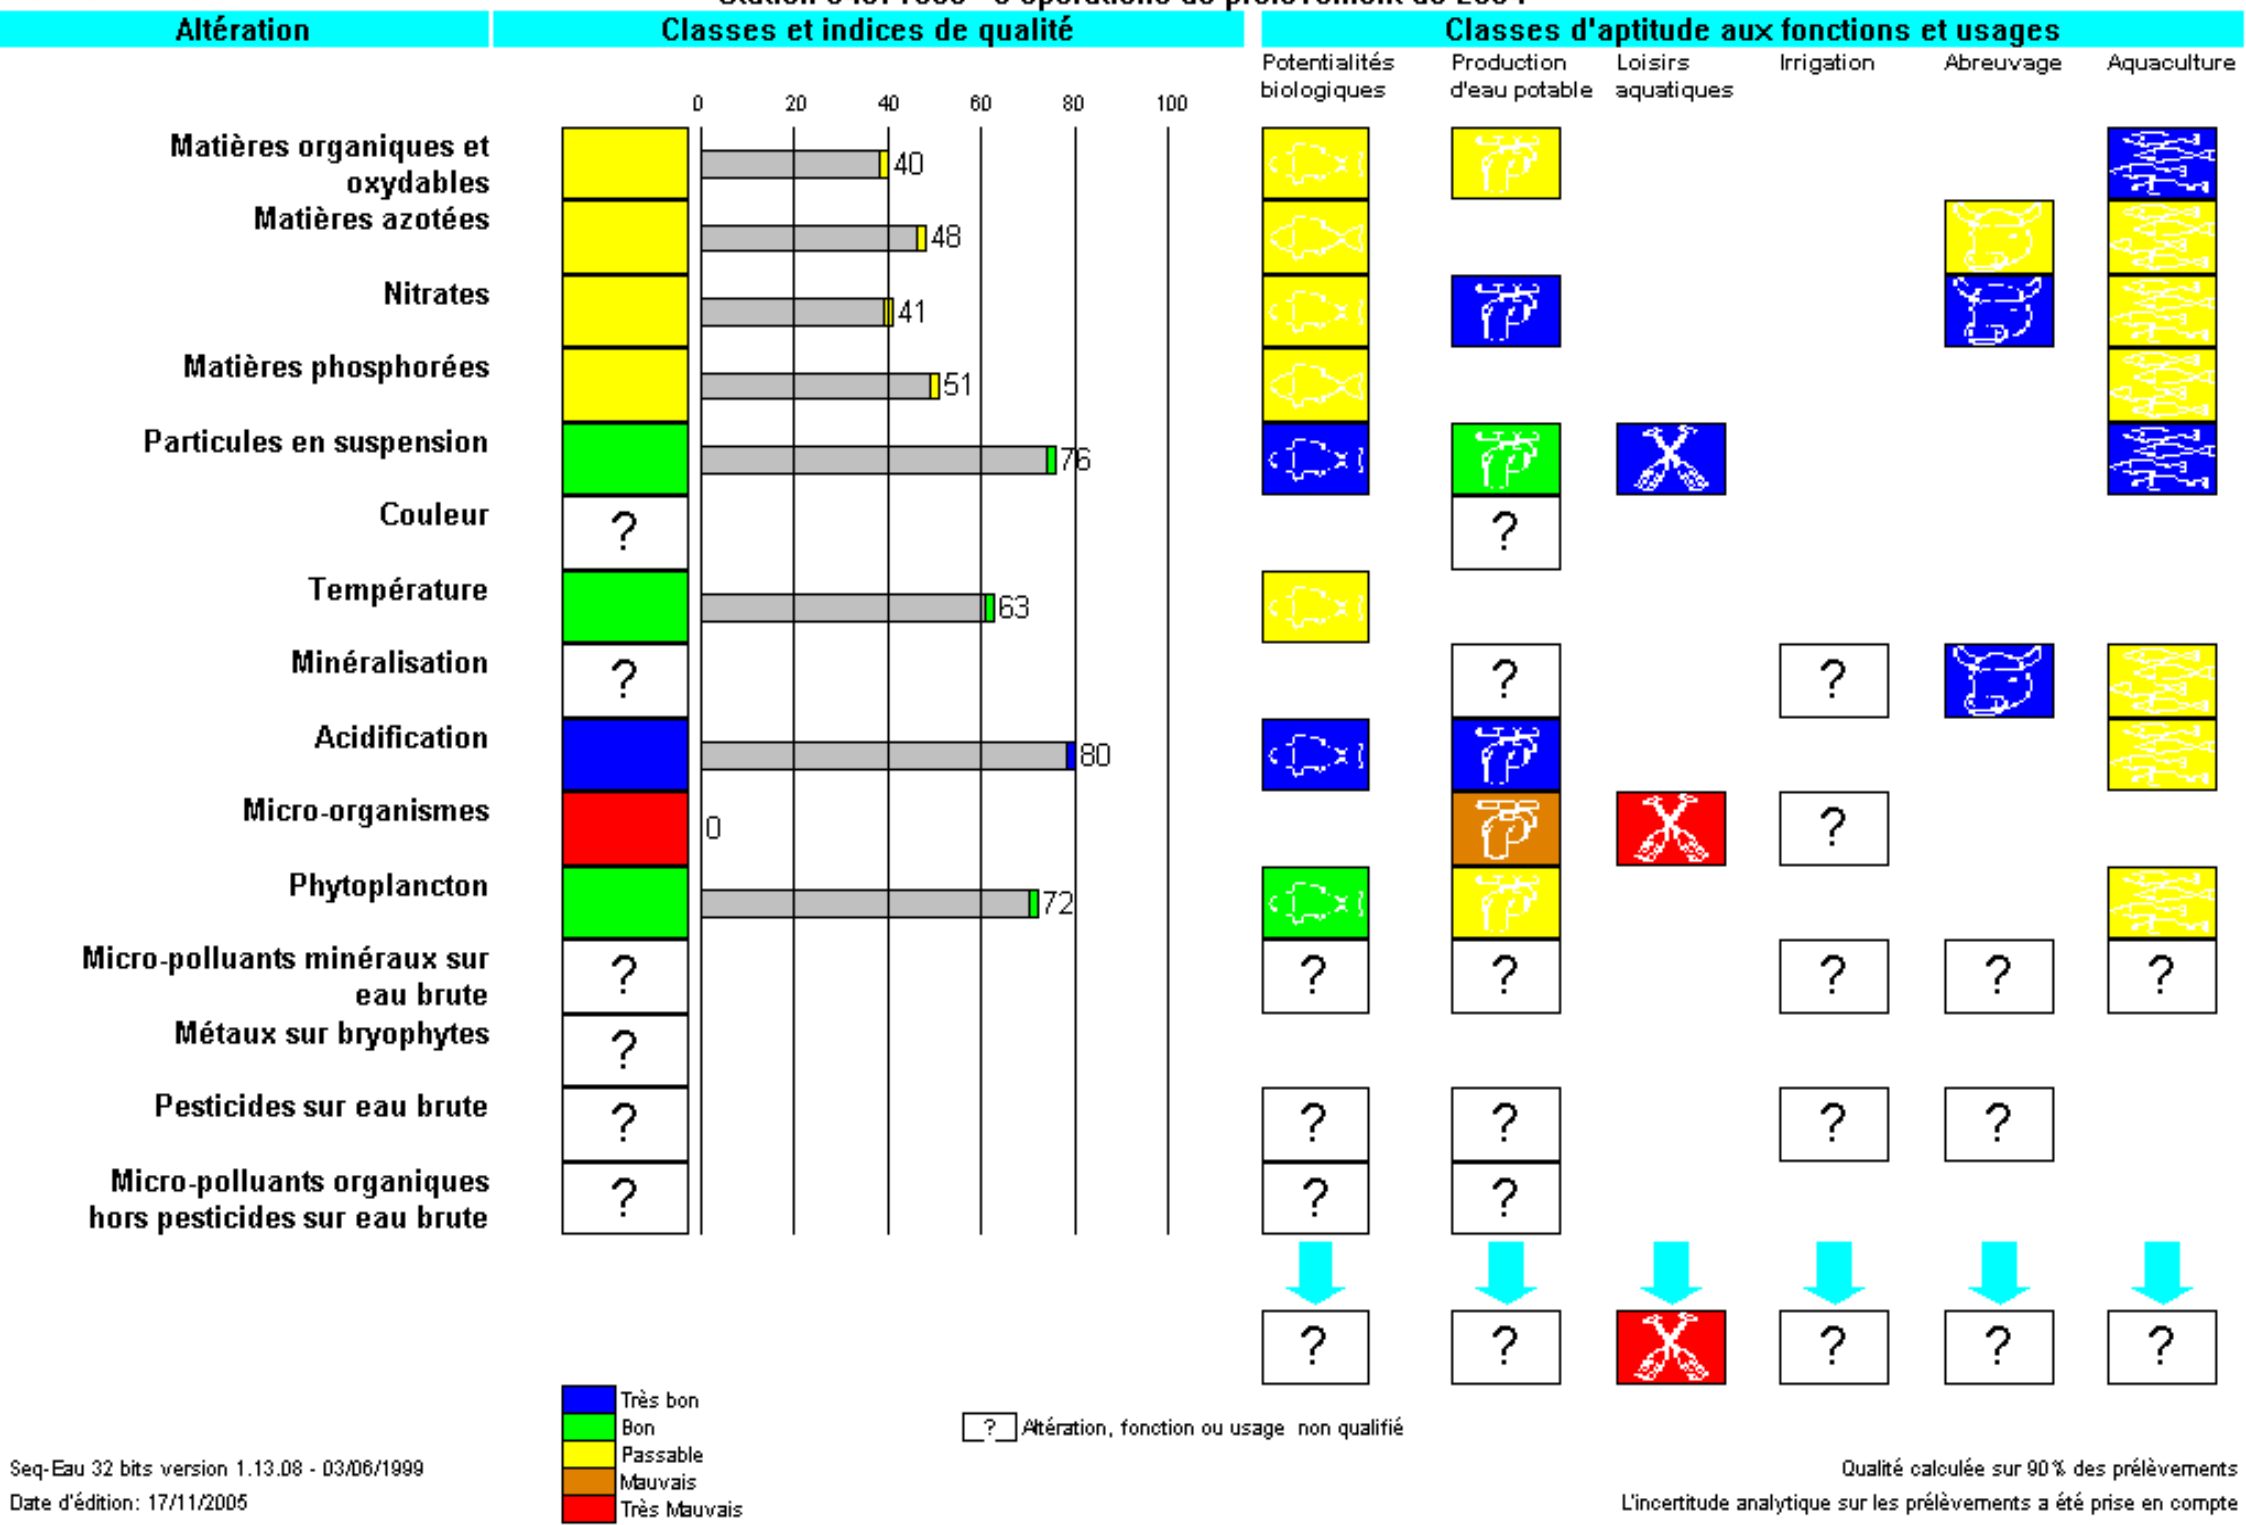 Altération
Classes et indices de qualité
Classes d'aptitude aux fonctions et usages
Potentialités
biologiques
Production
d'eau potable
Loisirs
aquatiques
Irrigation
Abreuvage
Aquaculture
0 20 40 60 80 100
Matières organiques et
oxydables
40
Matières azotées
48
Nitrates
41
Matières phosphorées
51
Particules en suspension
76
Couleur
? ?
Température
63
Minéralisation
? ? ?
Acidification
80
Micro-organismes
0 ?
Phytoplancton
72
Micro-polluants minéraux sur
eau brute
? ? ? ? ? ?
Métaux sur bryophytes
?
Pesticides sur eau brute
? ? ? ? ?
Micro-polluants organiques
hors pesticides sur eau brute
? ? ?
? ? ? ? ?
Très bon
Bon
Passable
Mauvais
Très Mauvais
? Altération, fonction ou usage non qualifié
Seq-Eau 32 bits version 1.13.08 - 03/06/1999
Date d'édition: 17/11/2005
Qualité calculée sur 90% des prélèvements
L'incertitude analytique sur les prélèvements a été prise en compte